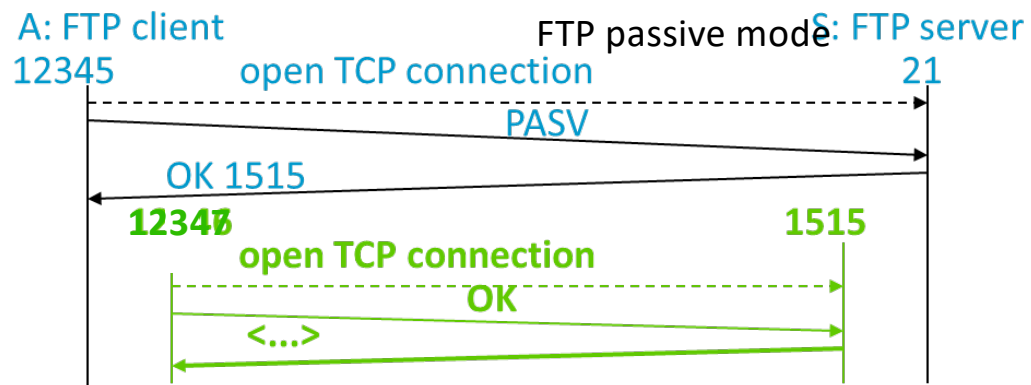 A: FTP client
FTP passive mode
S: FTP server
12345
open TCP connection
21
PASV
OK 1515
12347
1515
open TCP connection
OK
<...>